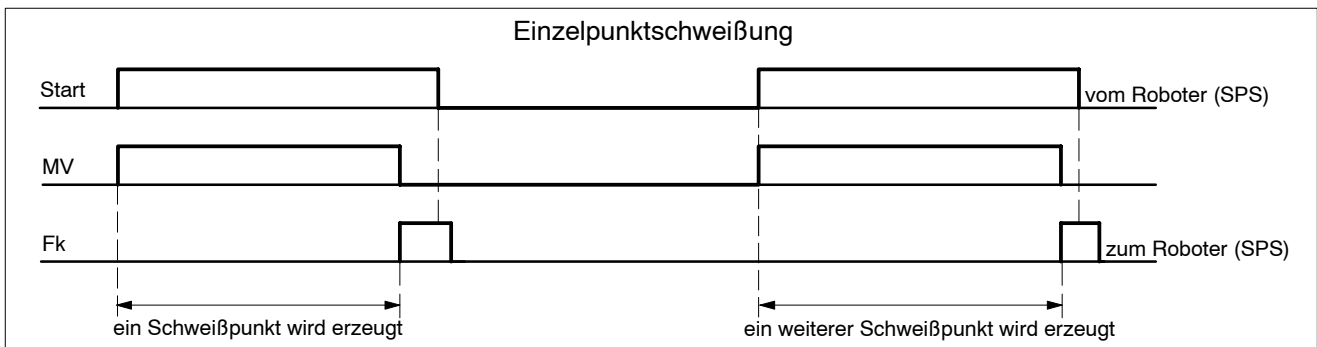 Einzelpunktschweißung
Start
vom Roboter (SPS)
MV
Fk
zum Roboter (SPS)
ein Schweißpunkt wird erzeugt
ein weiterer Schweißpunkt wird erzeugt